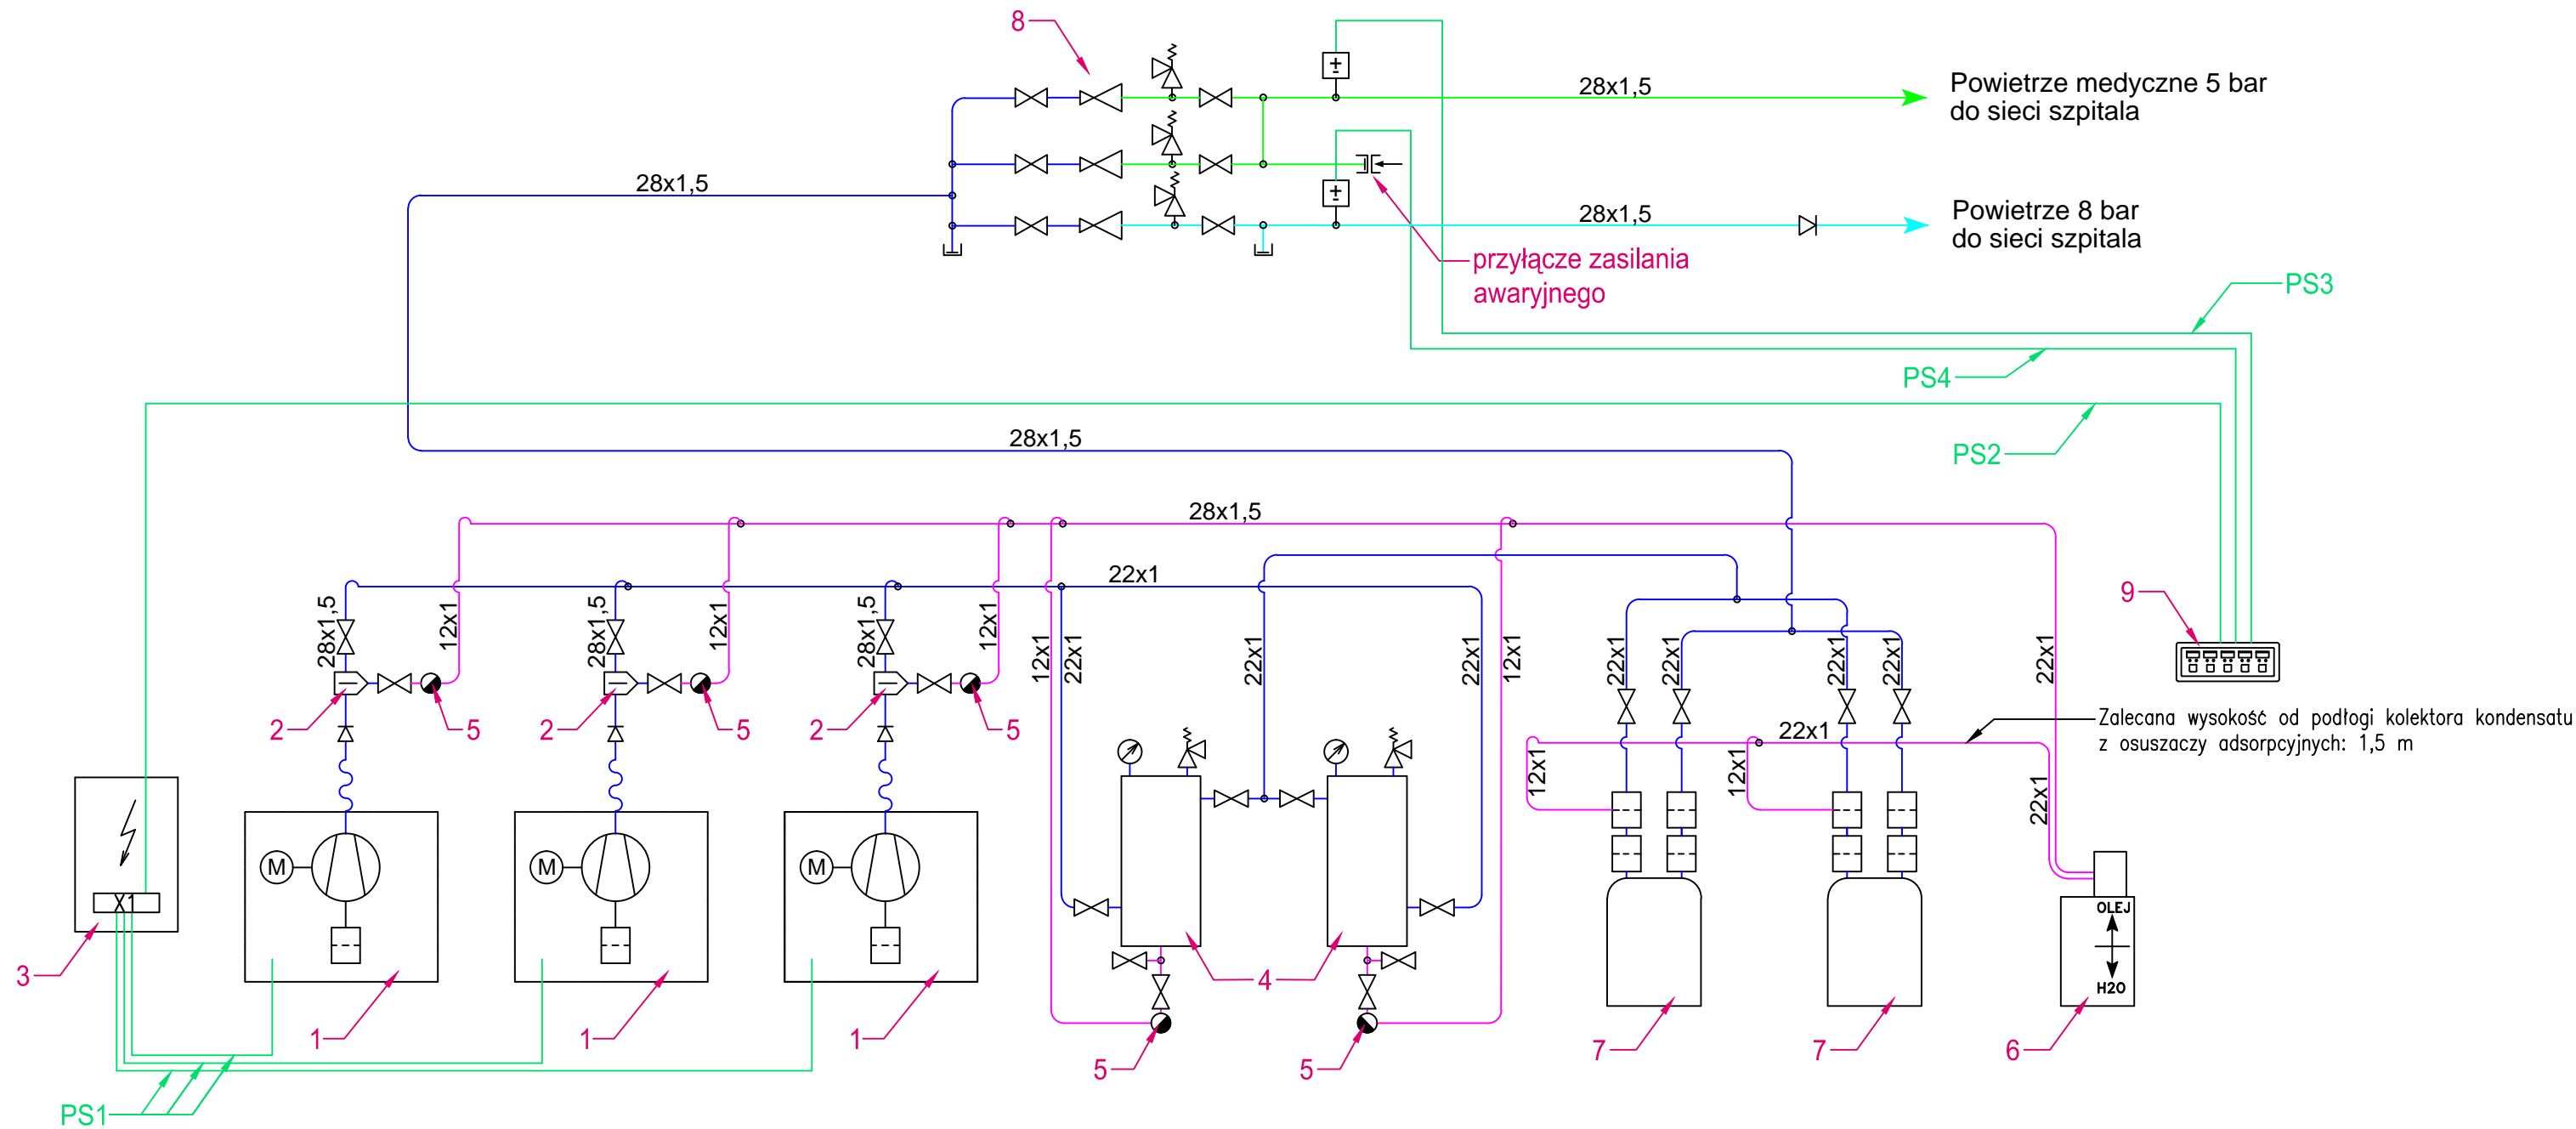 8
28x1,5
Powietrze medyczne 5 bar
do sieci szpitala
28x1,5
28x1,5
Powietrze 8 bar
do sieci szpitala
przyłącze zasilania
awaryjnego
PS3
PS4
PS2
28x1,5
28x1,5
22x1
28x1,5
12x1
28x1,5
12x1
28x1,5
12x1
12x1
22x1
22x1
22x1
12x1
22x1
22x1
22x1
22x1
22x1
9
2
5
2
5
2
5
Zalecana wysokość od podłogi kolektora kondensatu
z osuszaczy adsorpcyjnych: 1,5 m
22x1
12x1
12x1
22x1
M
M
M
X1
OLEJ
H2O
3
4
1
1
1
5
5
7
7
6
PS1